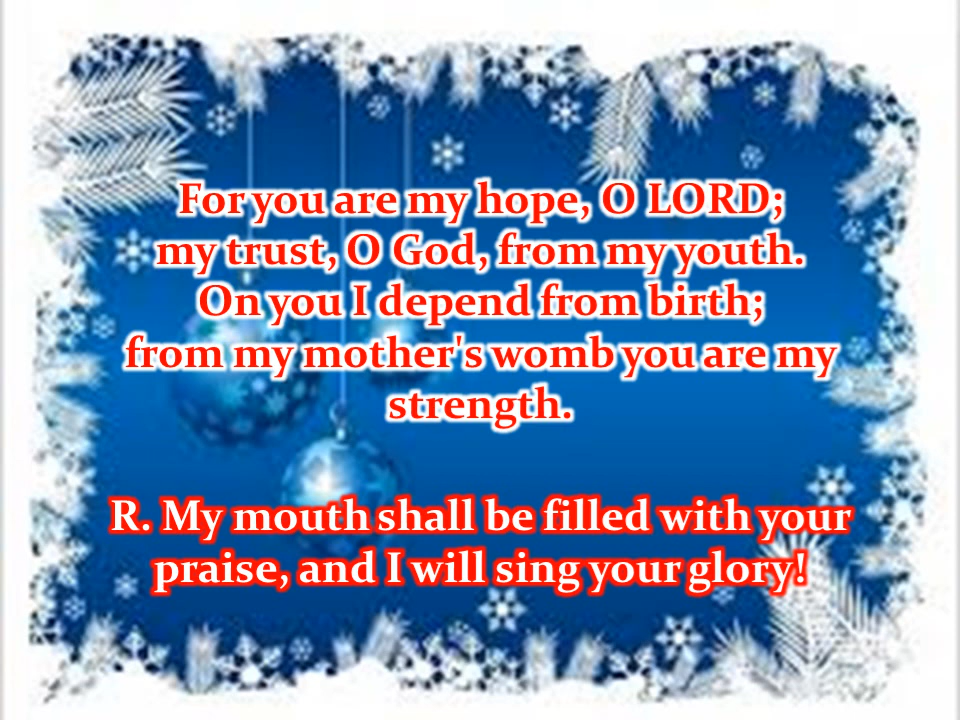 For you are my hope, O LORD;
my trust, O God, from my youth.
On you I depend from birth;
from my mother's womb you are my
strength.
R. My mouth shall be filled with your
praise, and I will sing your glory!